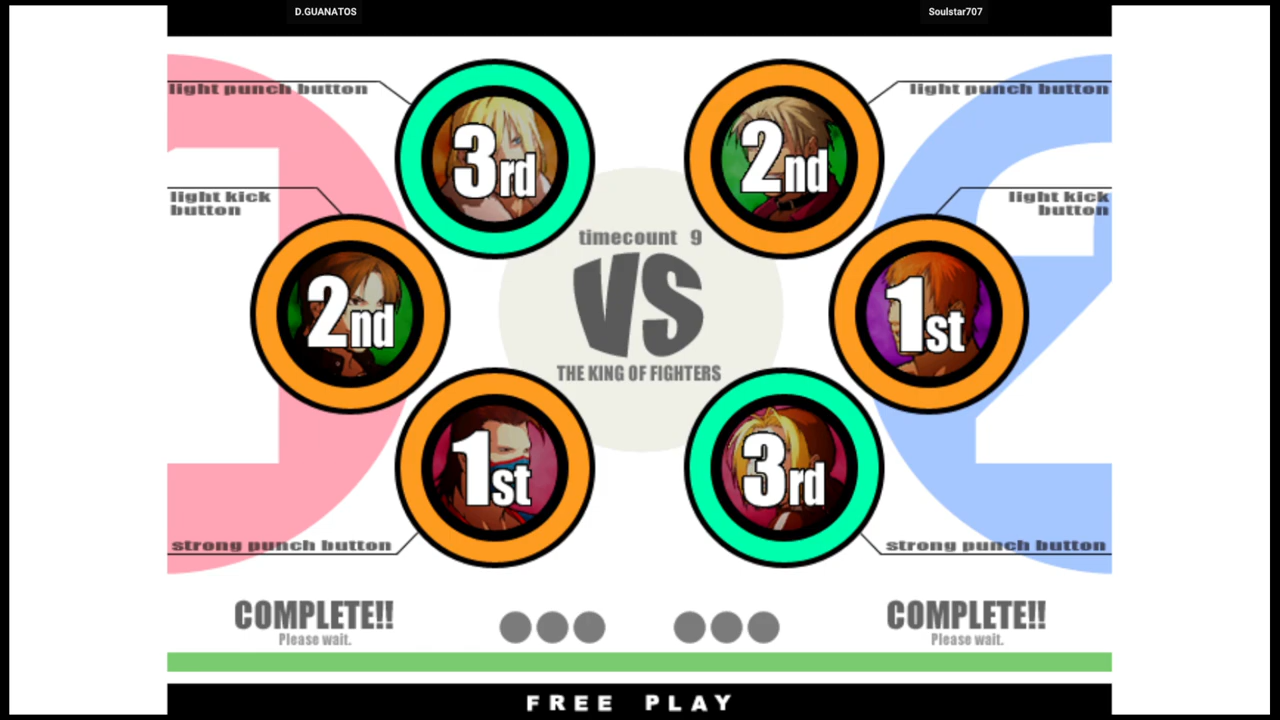 D.GUANATOS
Soulstar707
light punch button
light punch button
3rd
2nd
light kick
button
light kick
button
timecount 9
VS
THE KING OF FIGHTERS
2nd
1st
1st
3rd
strong punch button
strong punch button
COMPLETE!!
Please wait.
COMPLETE!!
Please wait.
FREE PLAY
1
2